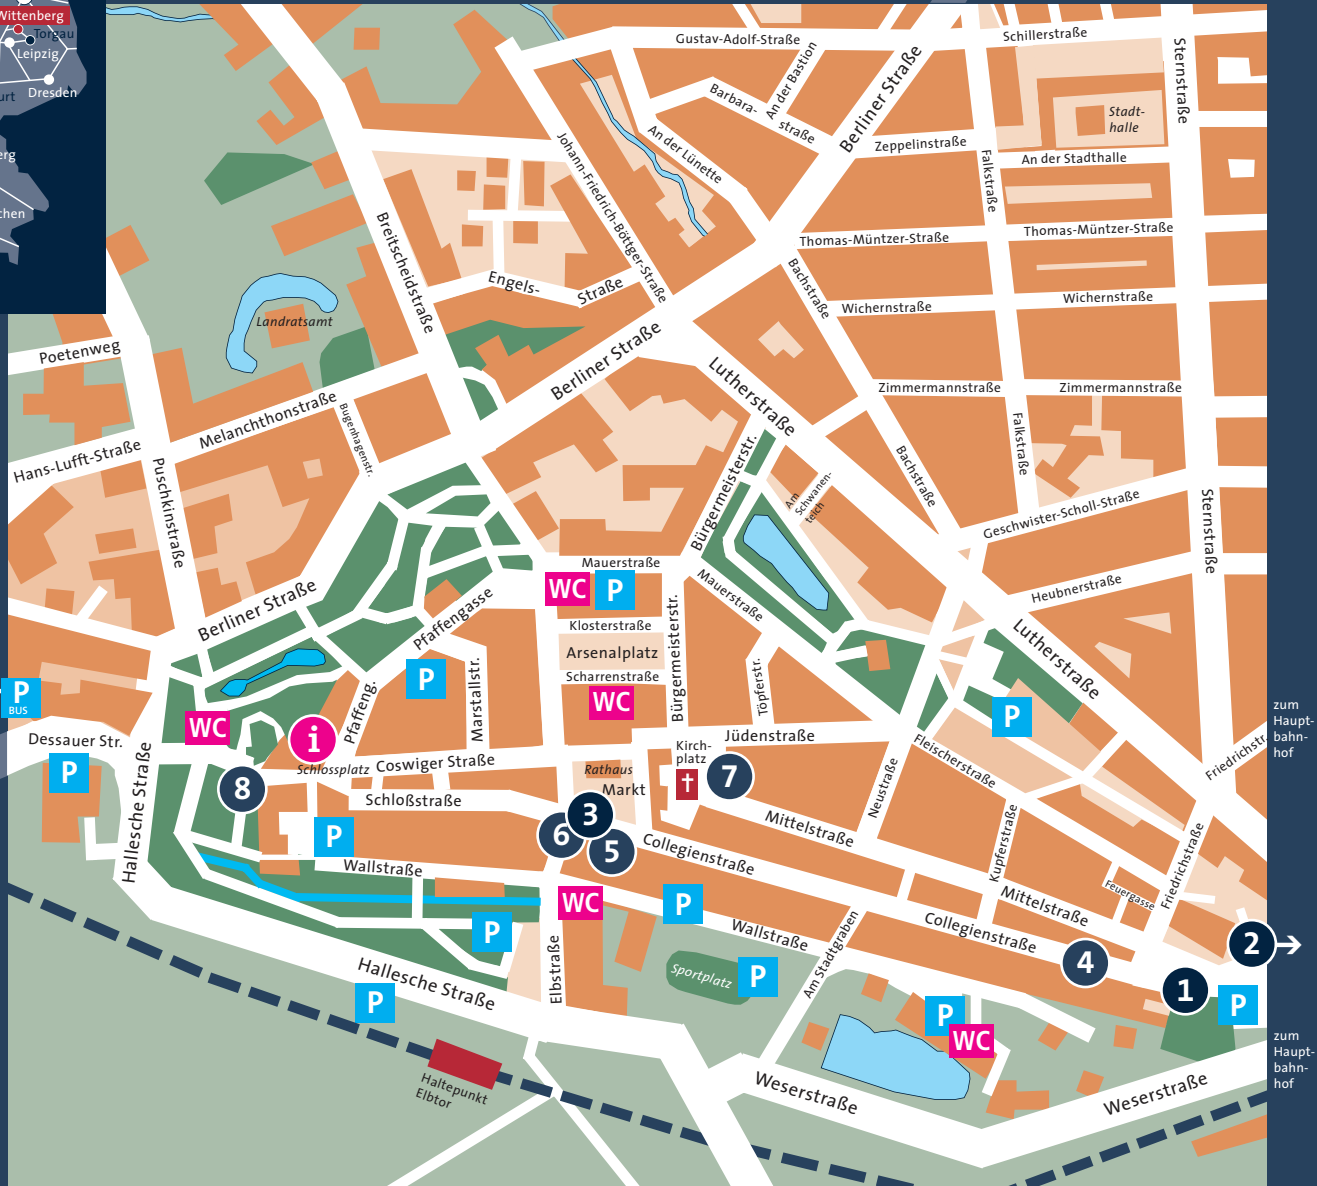 Wittenberg
Torgau
Leipzig
Dresden
urt
erg
chen
Gustav-Adolf-Straße
Schillerstraße
An der Bastion
Berliner Straße
Sternstraße
Barbara-
straße
Stadt-
halle
An der Lünette
Zeppelinstraße
An der Stadthalle
Johann-Friedrich-Böttger-Straße
Falkstraße
Breitscheidstraße
Thomas-Müntzer-Straße
Thomas-Müntzer-Straße
Bachstraße
Engels-
Straße
Wichernstraße
Wichernstraße
Landratsamt
Poetenweg
Berliner Straße
Lutherstraße
Zimmermannstraße
Zimmermannstraße
Melanchthonstraße
Bugenhagenstr.
Hans-Lufft-Straße
Puschkinstraße
Falkstraße
Bachstraße
Bürgermeisterstr.
Am
Schwanen-
teich
Geschwister-Scholl-Straße
Sternstraße
Mauerstraße
WC
P
Mauerstraße
Heubnerstraße
Berliner Straße
Pfaffengasse
Klosterstraße
Arsenalplatz
Scharrenstraße
Bürgermeisterstr.
Lutherstraße
P
Marstallstr.
Töpferstr.
WC
P
BUS
Pfaffeng.
WC
i
P
zum
Haupt-
bahn-
hof
Dessauer Str.
P
Hallesche Straße
Schlossplatz
Coswiger Straße
Jüdenstraße
Kirch-
platz
Fleischerstraße
Friedrichstr.
Rathaus
Markt
7
8
Schloßstraße
Neustraße
3
6
5
P
Mittelstraße
Collegienstraße
Kupferstraße
Friedrichstraße
Wallstraße
Feuergasse
WC
P
Mittelstraße
Collegienstraße
P
Wallstraße
Am Stadtgraben
2
4
1
P
Hallesche Straße
Elbstraße
Sportplatz
P
P
P
WC
zum
Haupt-
bahn-
hof
Haltepunkt
Elbtor
Weserstraße
Weserstraße